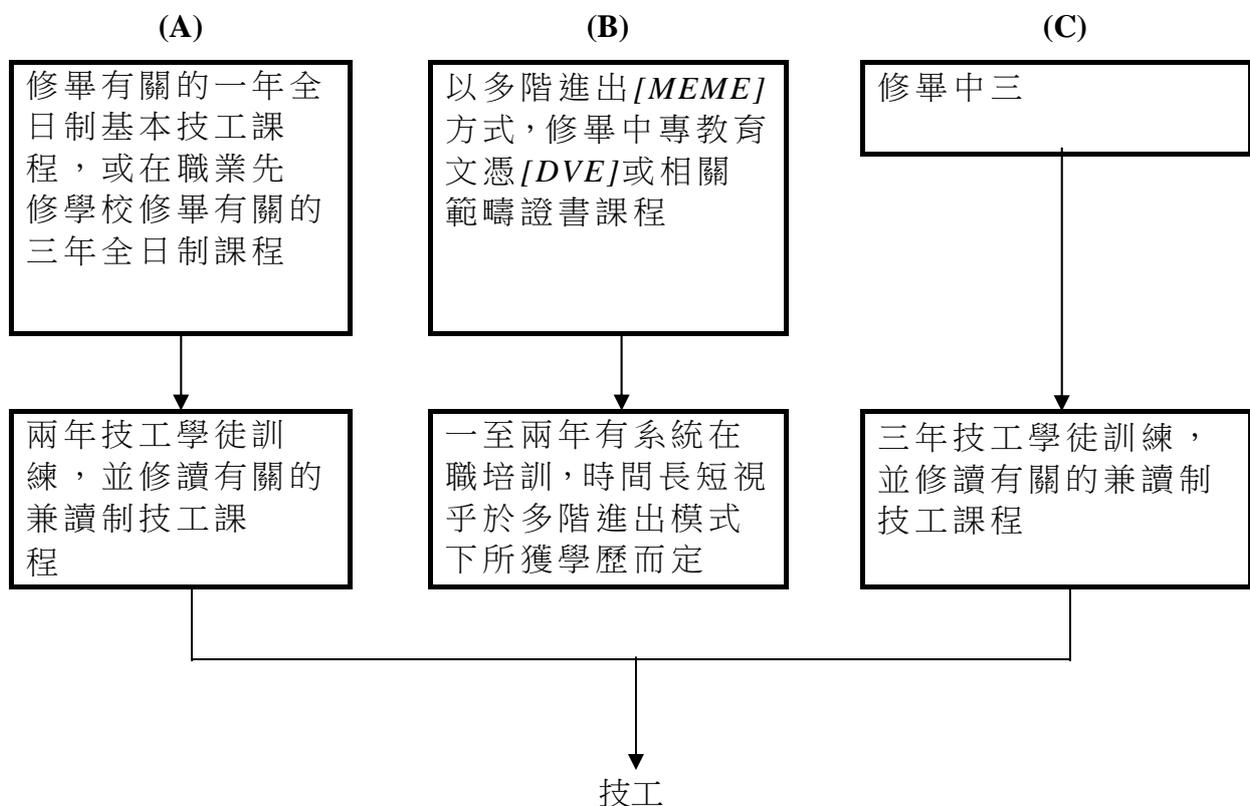 (A)
修畢有關的一年全
日制基本技工課
程，或在職業先
修學校修畢有關的
三年全日制課程
(B)
以多階進出[MEME]
方式，修畢中專教育
文憑[DVE]或相關
範疇證書課程
(C)
修畢中三
兩年技工學徒訓
練，並修讀有關的
兼讀制技工課
程
一至兩年有系統在
職培訓，時間長短視
乎於多階進出模式
下所獲學歷而定
三年技工學徒訓練，
並修讀有關的兼讀制
技工課程
技工